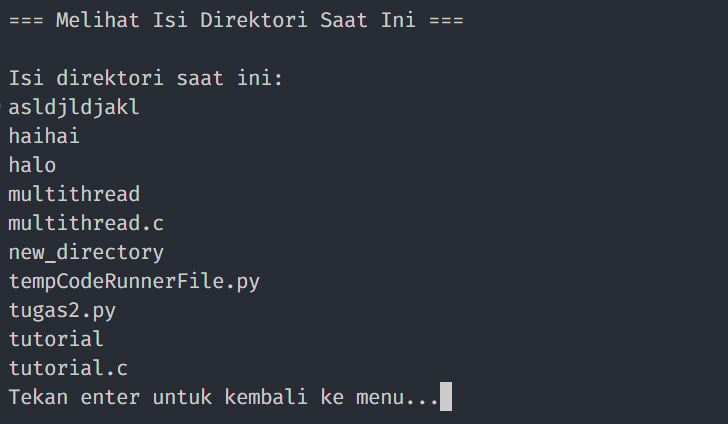 === Melihat Isi Direktori Saat Ini ===
Isi direktori saat ini:
asldjldjakl
haihai
halo
multithread
multithread.c
new_directory
tempCodeRunnerFile.py
tugas2.py
tutorial
tutorial.c
Tekan enter untuk kembali ke menu...